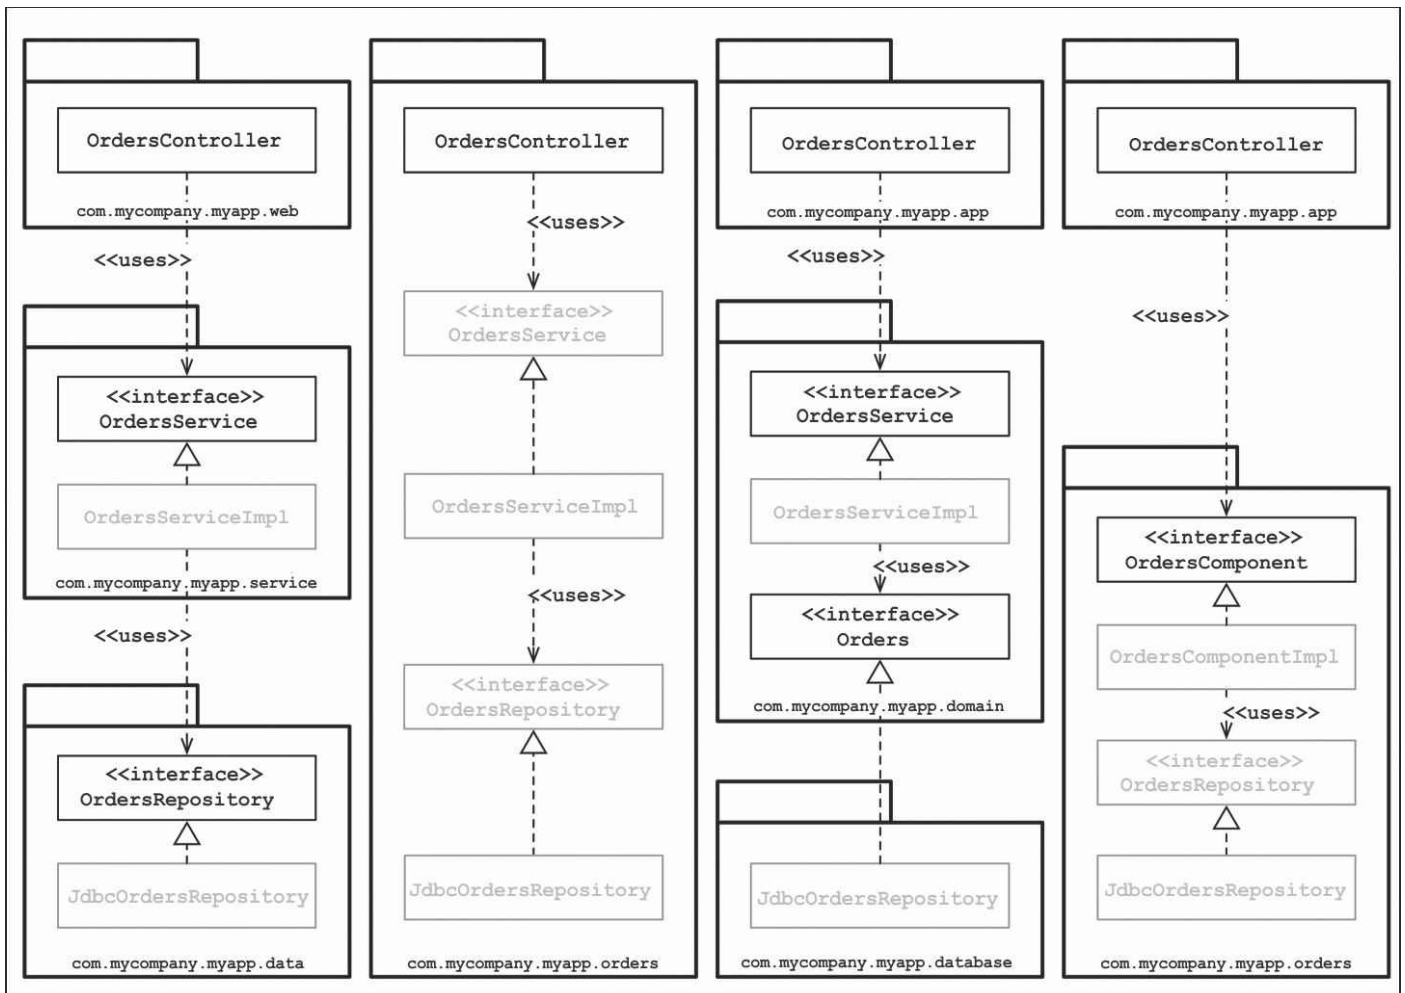 OrdersController
com.mycompany.myapp.web
<<uses>>
<<interface>>
OrdersService
OrdersServiceImpl
com.mycompany.myapp.service
<<uses>>
<<interface>>
OrdersRepository
JdbcOrdersRepository
com.mycompany.myapp.data
OrdersController
<<uses>>
<<interface>>
OrdersService
OrdersServiceImpl
<<uses>>
<<interface>>
OrdersRepository
JdbcOrdersRepository
com.mycompany.myapp.orders
OrdersController
com.mycompany.myapp.app
<<uses>>
<<interface>>
OrdersService
OrdersServiceImpl
<<uses>>
<<interface>>
Orders
com.mycompany.myapp.domain
JdbcOrdersRepository
com.mycompany.myapp.database
OrdersController
com.mycompany.myapp.app
<<uses>>
<<interface>>
OrdersComponent
OrdersComponentImpl
<<uses>>
<<interface>>
OrdersRepository
JdbcOrdersRepository
com.mycompany.myapp.orders